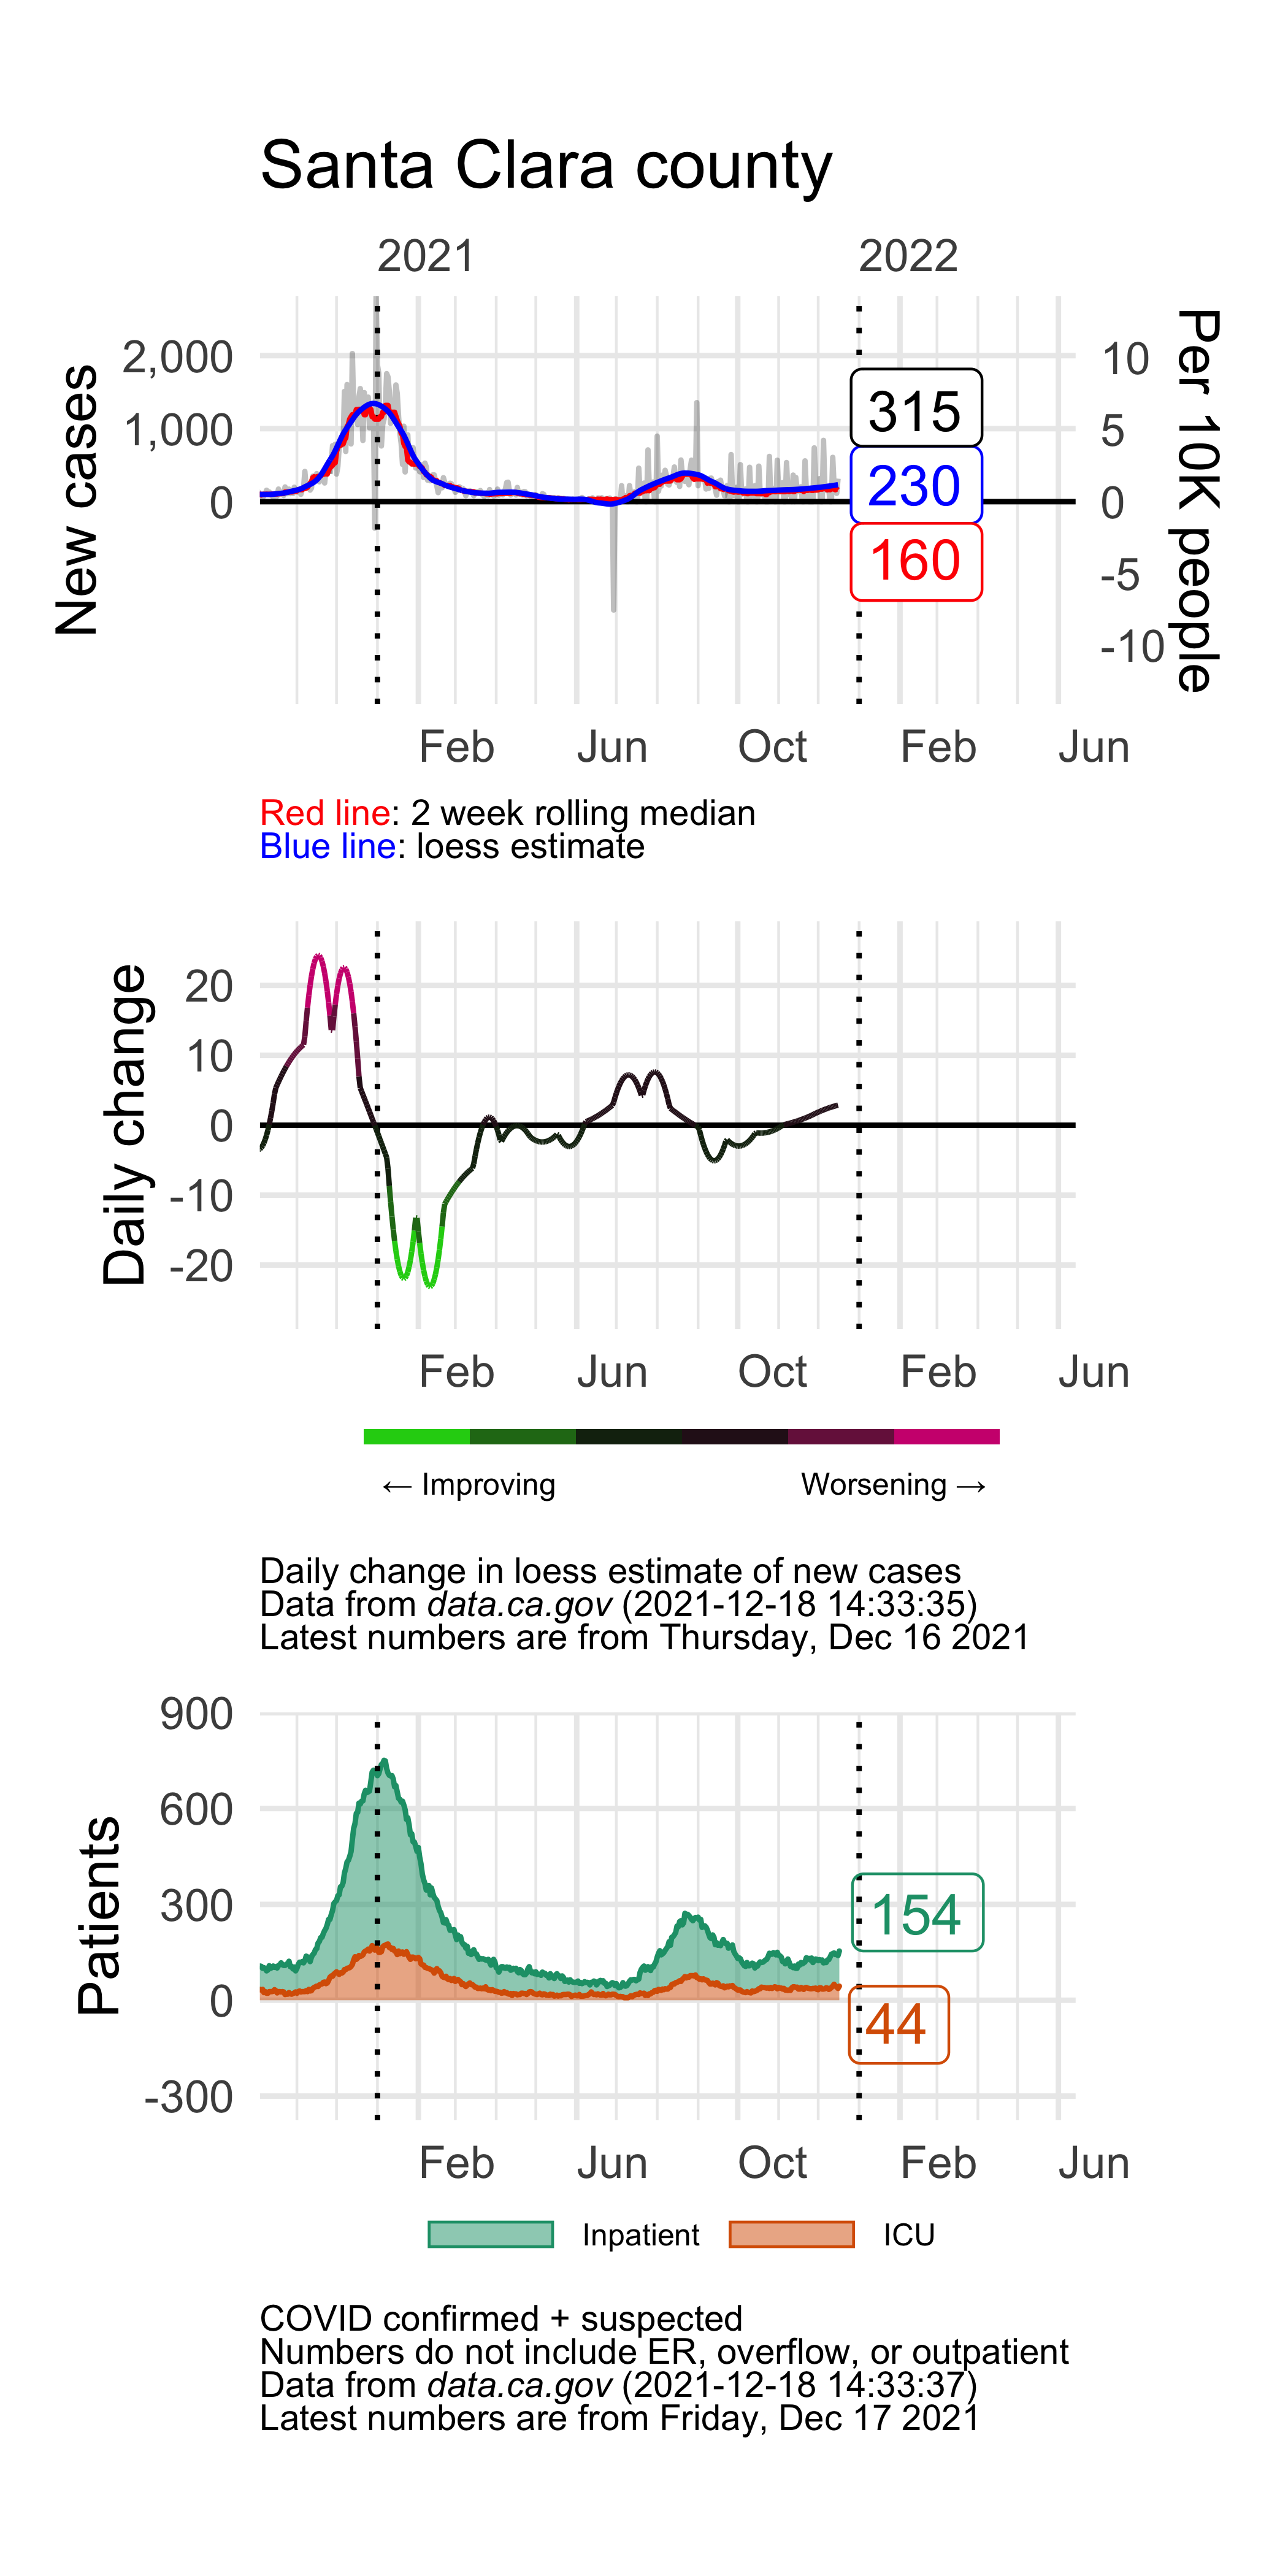 Santa Clara county
2021 2022
New cases
2,000
1,000
0
10
5
0
-5
-10
Per 10K people
315
230
160
Feb Jun Oct Feb Jun
Red line: 2 week rolling median
Blue line: loess estimate
Daily change
20
10
0
-10
-20
Feb Jun Oct Feb Jun
← Improving Worsening →
Daily change in loess estimate of new cases
Data from data.ca.gov (2021-12-18 14:33:35)
Latest numbers are from Thursday, Dec 16 2021
Patients
900
600
300
0
-300
154
44
Feb Jun Oct Feb Jun
Inpatient ICU
COVID confirmed + suspected
Numbers do not include ER, overflow, or outpatient
Data from data.ca.gov (2021-12-18 14:33:37)
Latest numbers are from Friday, Dec 17 2021